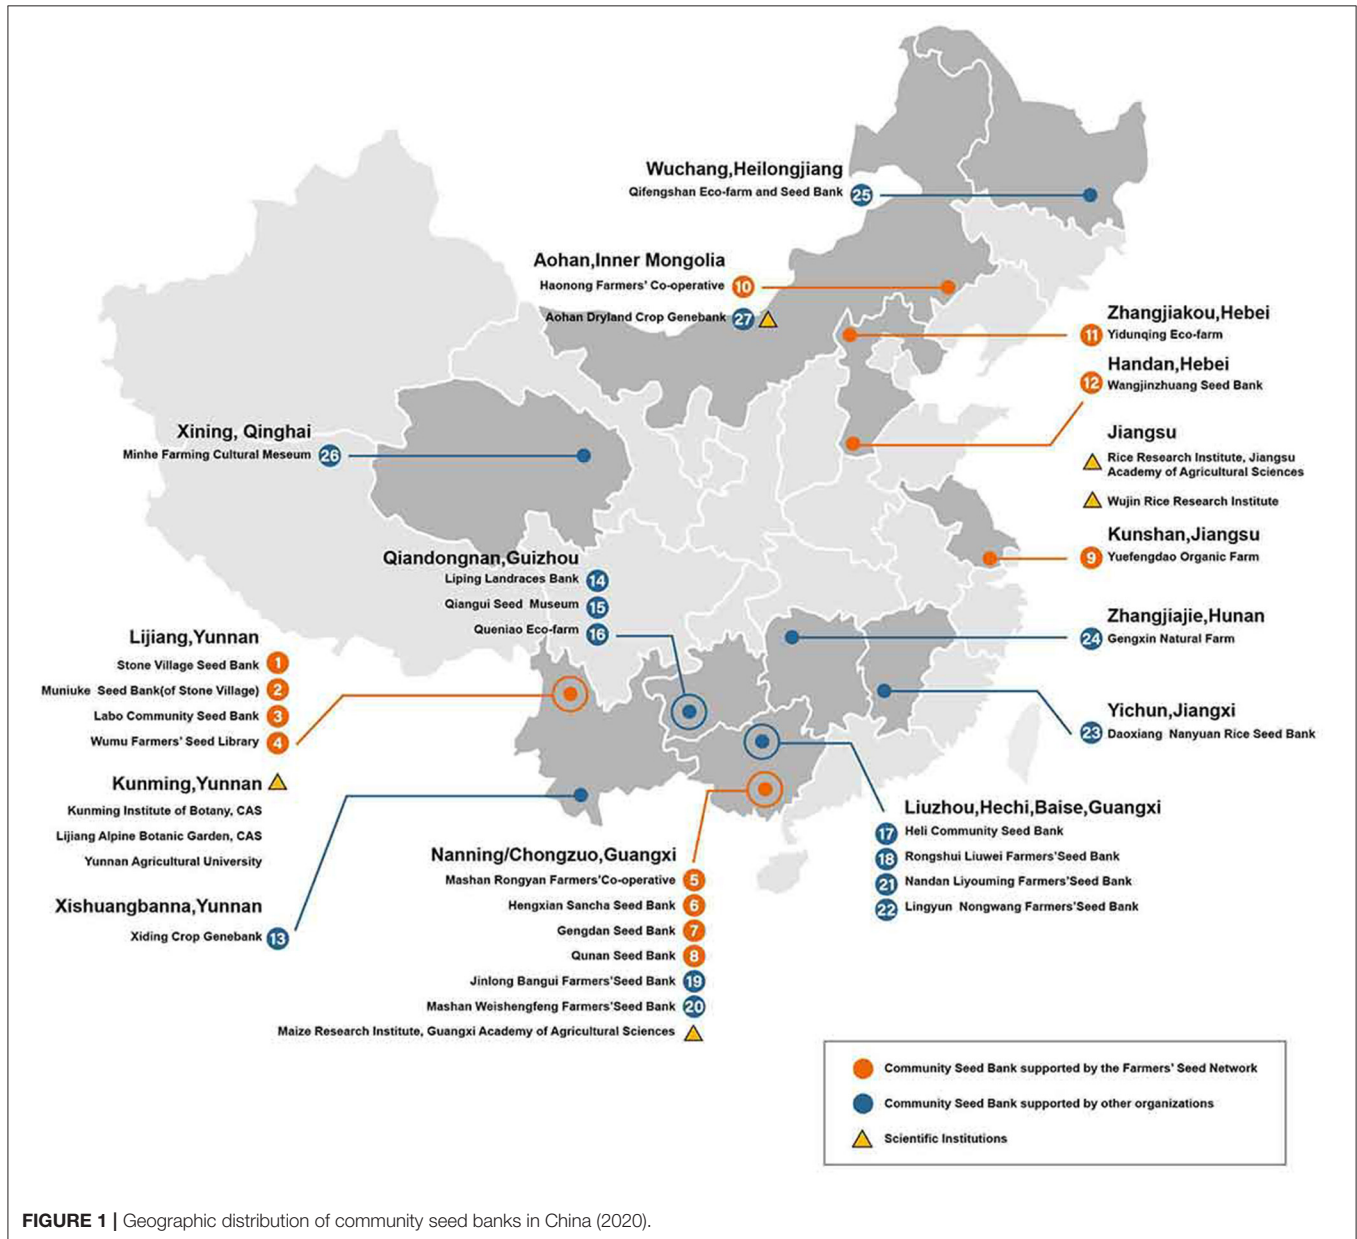 Wuchang,Heilongjiang
Qifengshan Eco-farm and Seed Bank 25
Aohan,Inner Mongolia
Haonong Farmers' Co-operative 10
Aohan Dryland Crop Genebank 27
Zhangjiakou,Hebei
11 Yidunqing Eco-farm
Handan,Hebei
12 Wangjinzhuang Seed Bank
Jiangsu
Rice Research Institute, Jiangsu
Academy of Agricultural Sciences
Wujin Rice Research Institute
Kunshan,Jiangsu
9 Yuefengdao Organic Farm
Xining, Qinghai
Minhe Farming Cultural Meseum 26
Qiandongnan,Guizhou
Liping Landraces Bank 14
Qiangui Seed Museum 15
Queniao Eco-farm 16
Zhangjiajie,Hunan
24 Gengxin Natural Farm
Yichun,Jiangxi
23 Daoxiang Nanyuan Rice Seed Bank
Lijiang,Yunnan
Stone Village Seed Bank 1
Muniuke Seed Bank(of Stone Village) 2
Labo Community Seed Bank 3
Wumu Farmers' Seed Library 4
Kunming,Yunnan
Kunming Institute of Botany, CAS
Lijiang Alpine Botanic Garden, CAS
Yunnan Agricultural University
Xishuangbanna,Yunnan
Xiding Crop Genebank 13
Nanning/Chongzuo,Guangxi
Mashan Rongyan Farmers'Co-operative 5
Hengxian Sancha Seed Bank 6
Gengdan Seed Bank 7
Qunan Seed Bank 8
Jinlong Bangui Farmers'Seed Bank 19
Mashan Weishengfeng Farmers'Seed Bank 20
Maize Research Institute, Guangxi Academy of Agricultural Sciences
Liuzhou,Hechi,Baise,Guangxi
17 Heli Community Seed Bank
18 Rongshui Liuwei Farmers'Seed Bank
21 Nandan Liyouming Farmers'Seed Bank
22 Lingyun Nongwang Farmers'Seed Bank
Community Seed Bank supported by the Farmers' Seed Network
Community Seed Bank supported by other organizations
Scientific Institutions
FIGURE 1 | Geographic distribution of community seed banks in China (2020).